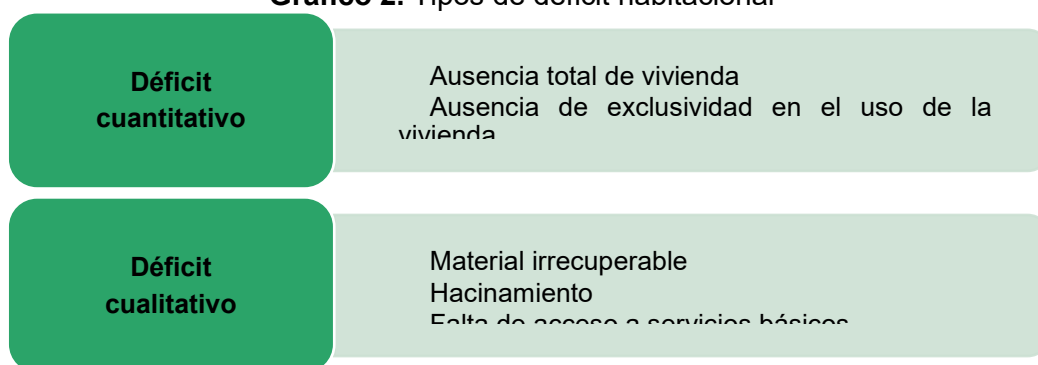 Gráfico 2. Tipos de déficit habitacional
Déficit
cuantitativo
Ausencia total de vivienda
Ausencia de exclusividad en el uso de la
vivienda
Déficit
cualitativo
Material irrecuperable
Hacinamiento
Falta de acceso a servicios básicos